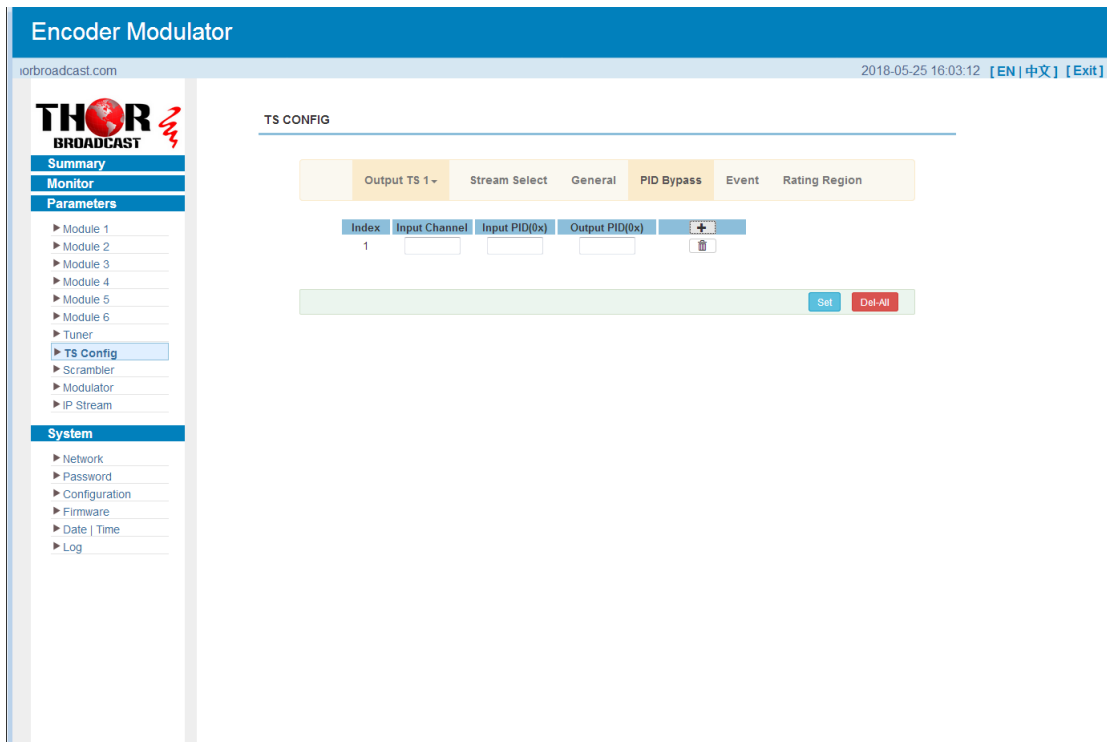 Encoder Modulator
orbroadcast.com
2018-05-25 16:03:12 [ EN | 中文 ] [ Exit ]
THOR
BROADCAST
Summary
Monitor
Parameters
Module 1
Module 2
Module 3
Module 4
Module 5
Module 6
Tuner
TS Config
Scrambler
Modulator
IP Stream
System
Network
Password
Configuration
Firmware
Date | Time
Log
TS CONFIG
Output TS 1 Stream Select General PID Bypass Event Rating Region
Index Input Channel Input PID(0x) Output PID(0x) +
1
Set Del-All